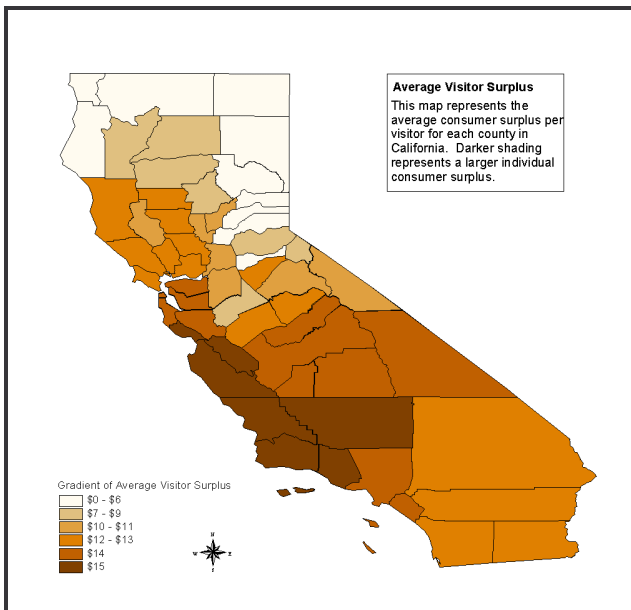 Average Visitor Surplus
This map represents the
average consumer surplus per
visitor for each county in
California. Darker shading
represents a larger individual
consumer surplus.
Gradient of Average Visitor Surplus
$0 - $6
$7 - $9
$10 - $11
$12 - $13
$14
$15
N
W E
S